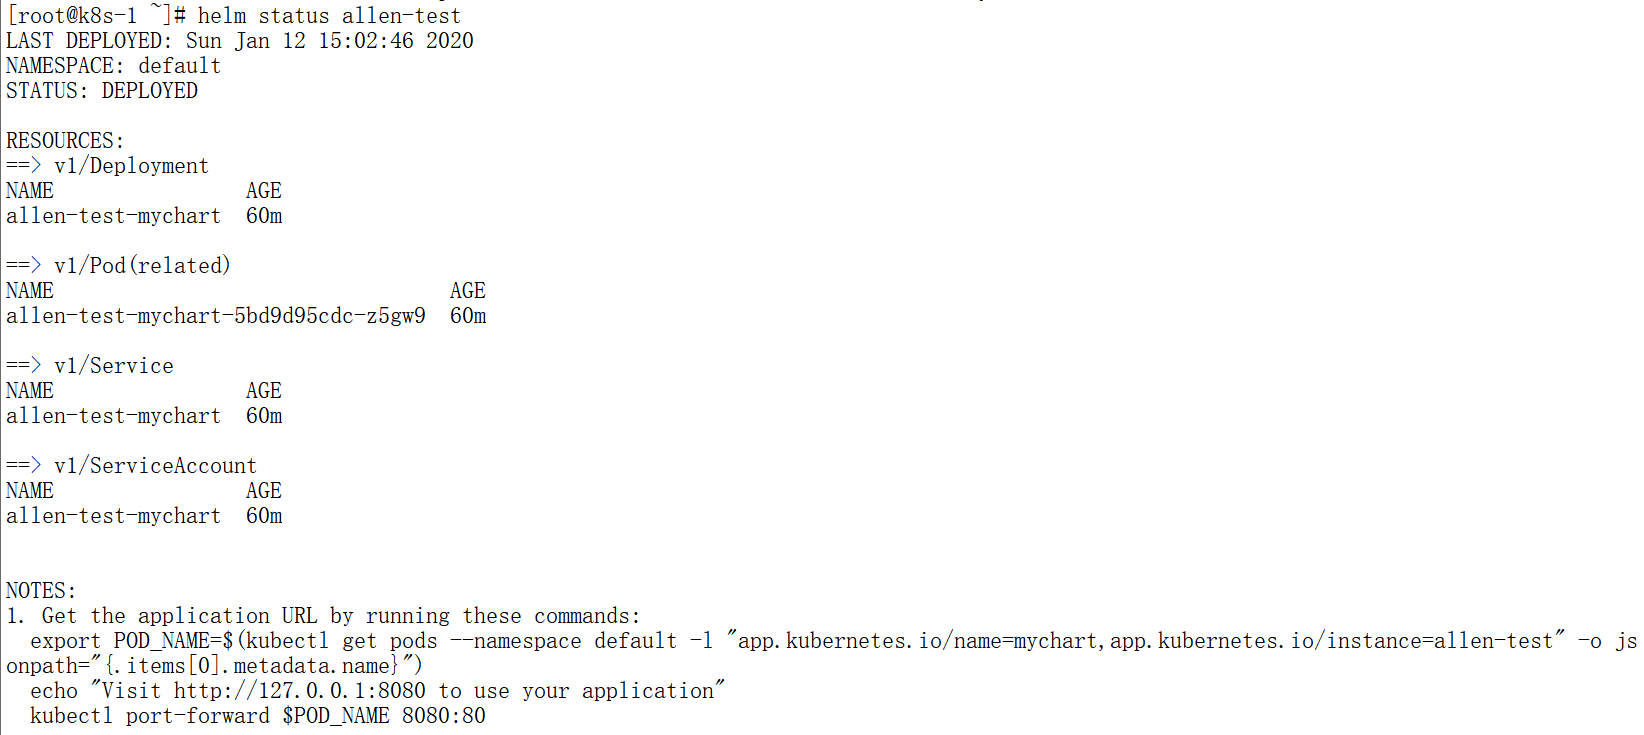 [root@k8s-1 ~]# helm status allen-test
LAST DEPLOYED: Sun Jan 12 15:02:46 2020
NAMESPACE: default
STATUS: DEPLOYED
RESOURCES:
==> v1/Deployment
NAME                AGE
allen-test-mychart  60m
==> v1/Pod(related)
NAME                                 AGE
allen-test-mychart-5bd9d95cdc-z5gw9  60m
==> v1/Service
NAME                AGE
allen-test-mychart  60m
==> v1/ServiceAccount
NAME                AGE
allen-test-mychart  60m
NOTES:
1. Get the application URL by running these commands:
  export POD_NAME=$(kubectl get pods --namespace default -l "app.kubernetes.io/name=mychart,app.kubernetes.io/instance=allen-test" -o js
onpath="{.items[0].metadata.name}")
  echo "Visit http://127.0.0.1:8080 to use your application"
  kubectl port-forward $POD_NAME 8080:80